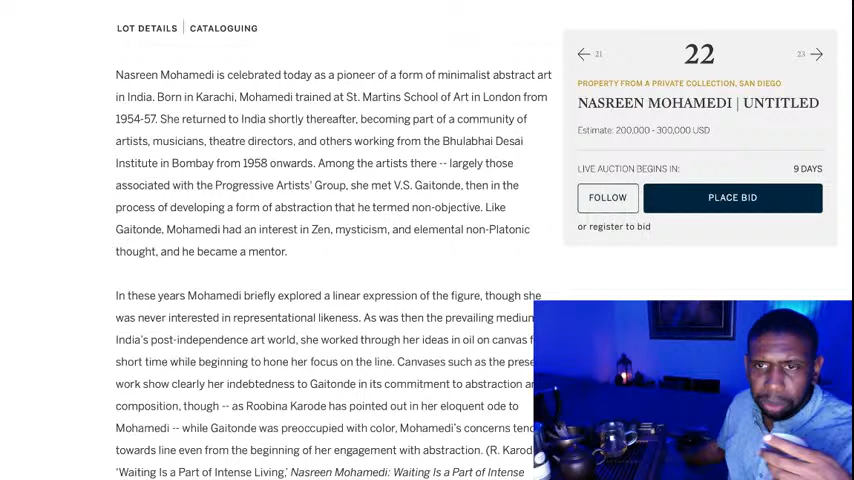 LOT DETAILS | CATALOGUING
Nasreen Mohamedi is celebrated today as a pioneer of a form of minimalist abstract art
in India. Born in Karachi, Mohamedi trained at St. Martins School of Art in London from
1954-57. She returned to India shortly thereafter, becoming part of a community of
artists, musicians, theatre directors, and others working from the Bhulabhai Desai
Institute in Bombay from 1958 onwards. Among the artists there -- largely those
associated with the Progressive Artists' Group, she met V.S. Gaitonde, then in the
process of developing a form of abstraction that he termed non-objective. Like
Gaitonde, Mohamedi had an interest in Zen, mysticism, and elemental non-Platonic
thought, and he became a mentor.
In these years Mohamedi briefly explored a linear expression of the figure, though she
was never interested in representational likeness. As was then the prevailing medium
India's post-independence art world, she worked through her ideas in oil on canvas
short time while beginning to hone her focus on the line. Canvases such as the
work show clearly her indebtedness to Gaitonde in its commitment to abstraction
composition, though -- as Roobina Karode has pointed out in her eloquent ode to
Mohamedi -- while Gaitonde was preoccupied with color, Mohamedi's concerns
towards line even from the beginning of her engagement with abstraction. (R. Karod
'Waiting Is a Part of Intense Living,' Nasreen Mohamedi: Waiting Is a Part of Intense
21
22
23
PROPERTY FROM A PRIVATE COLLECTION, SAN DIEGO
NASREEN MOHAMEDI | UNTITLED
Estimate: 200,000 - 300,000 USD
LIVE AUCTION BEGINS IN: 9 DAYS
FOLLOW PLACE BID
or register to bid